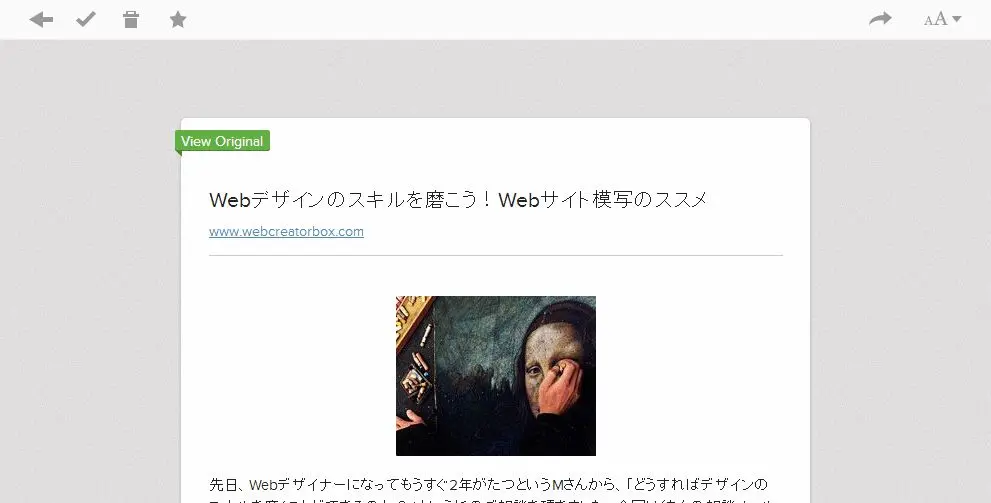 AA
View Original
Webデザインのスキルを磨こう！Webサイト模写のススメ
www.webcreatorbox.com
先日、Webデザイナーになってもうすぐ2年がたつというMさんから、「どうすればデザインの